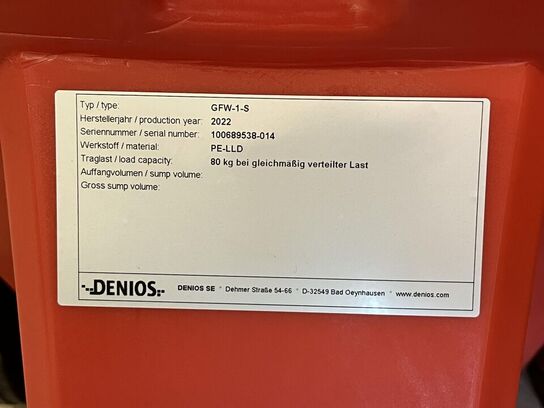 Typ / type: GFW-1-S
Herstellerjahr / production year: 2022
Seriennummer / serial number: 100689538-014
Werkstoff / material: PE-LLD
Traglast / load capacity: 80 kg bei gleichmäßig verteilter Last
Auffangvolumen / sump volume:
Gross sump volume:
DENIOS DENIOS SE * Dehmer Straße 54-66 * D-32549 Bad Oeynhausen * www.denios.com